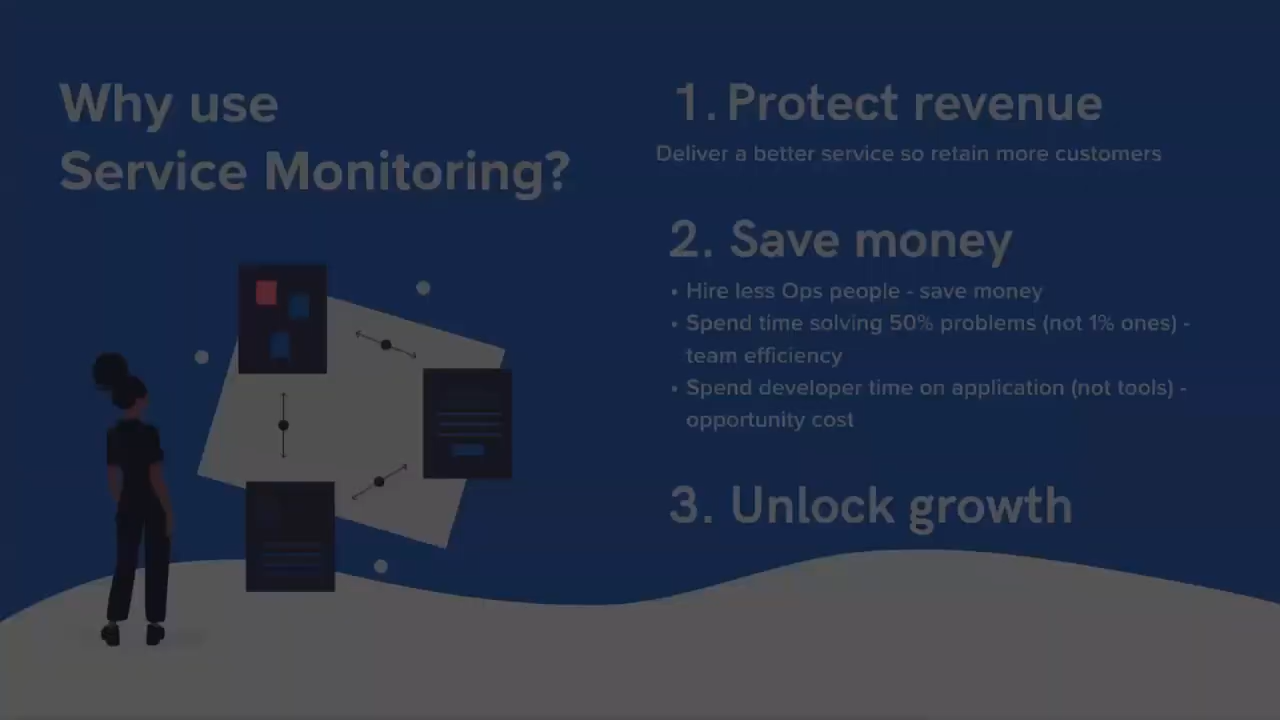 Why use
Service Monitoring?
1. Protect revenue
Deliver a better service so retain more customers
2. Save money
• Hire less Ops people - save money
• Spend time solving 50% problems (not 1% ones) -
team efficiency
• Spend developer time on application (not tools) -
opportunity cost
3. Unlock growth